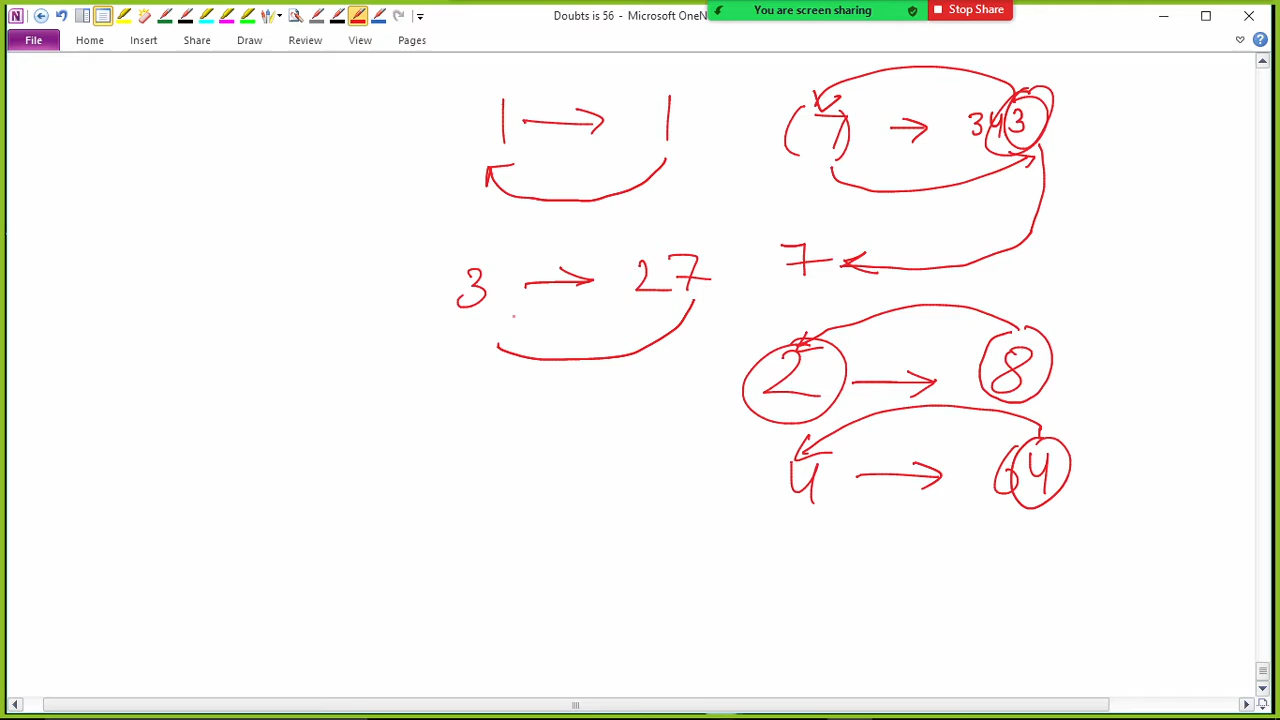 Doubts is 56 - Microsoft OneN
You are screen sharing
Stop Share
File Home Insert Share Draw Review View Pages
1 → 1
(7) → 343
7
3 → 27
2 → 8
4 → 64